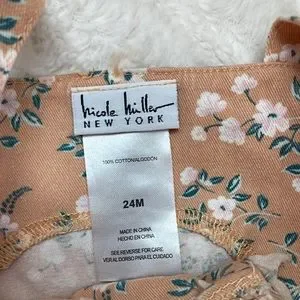 nicole miller
NEW YORK
100% COTTON/ALGODÓN
24M
MADE IN CHINA
HECHO EN CHINA
SEE REVERSE FOR CARE
VER AL DORSO PARA EL CUIDADO